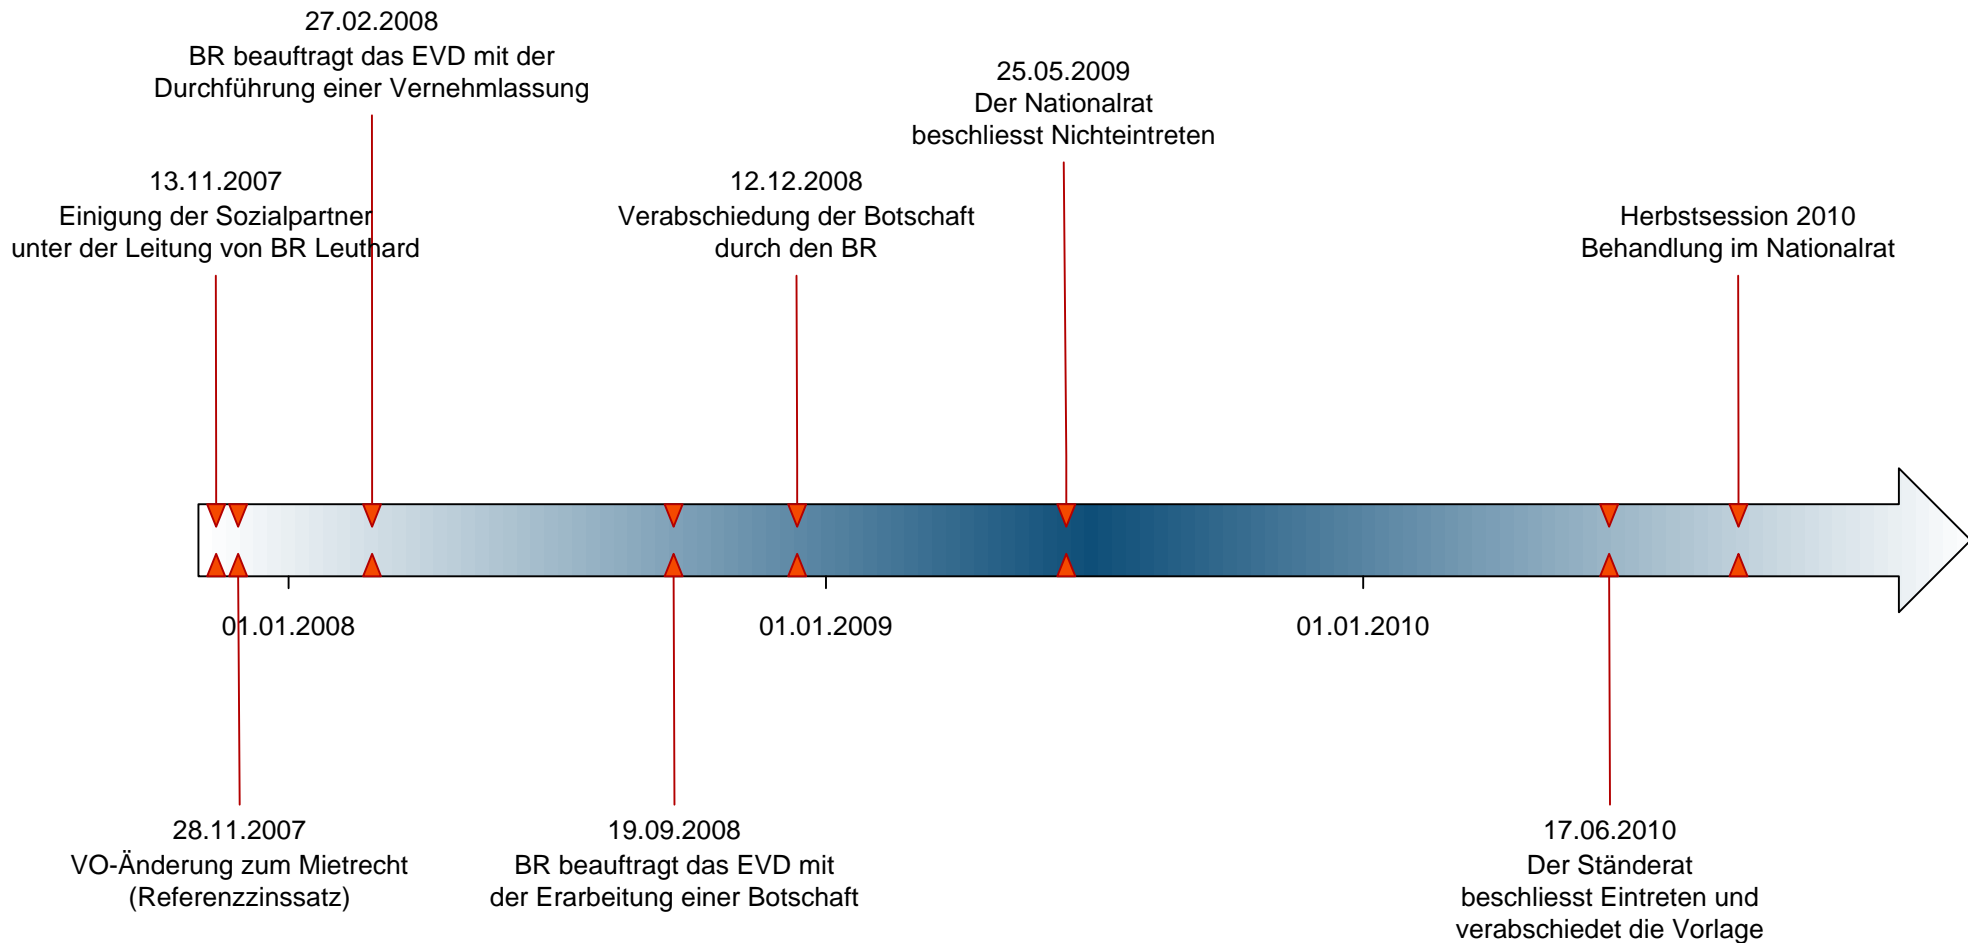 27.02.2008
BR beauftragt das EVD mit der
Durchführung einer Vernehmlassung
25.05.2009
Der Nationalrat
beschliesst Nichteintreten
13.11.2007
Einigung der Sozialpartner
unter der Leitung von BR Leuthard
12.12.2008
Verabschiedung der Botschaft
durch den BR
Herbstsession 2010
Behandlung im Nationalrat
01.01.2008
01.01.2009
01.01.2010
28.11.2007
VO-Änderung zum Mietrecht
(Referenzzinssatz)
19.09.2008
BR beauftragt das EVD mit
der Erarbeitung einer Botschaft
17.06.2010
Der Ständerat
beschliesst Eintreten und
verabschiedet die Vorlage